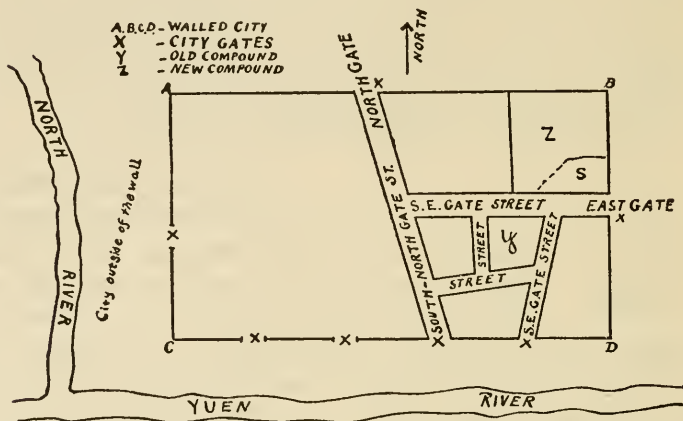 A.B.C.D - WALLED CITY
X - CITY GATES
Y - OLD COMPOUND
Z - NEW COMPOUND
NORTH
NORTH GATE
X
A
B
NORTH
Z
S
NORTH RIVER
City outside of the wall
X
SOUTH-NORTH GATE ST.
S.E. GATE STREET
EAST GATE
X
STREET
y
S.E. GATE STREET
STREET
C
X
X
X
X
D
YUEN RIVER